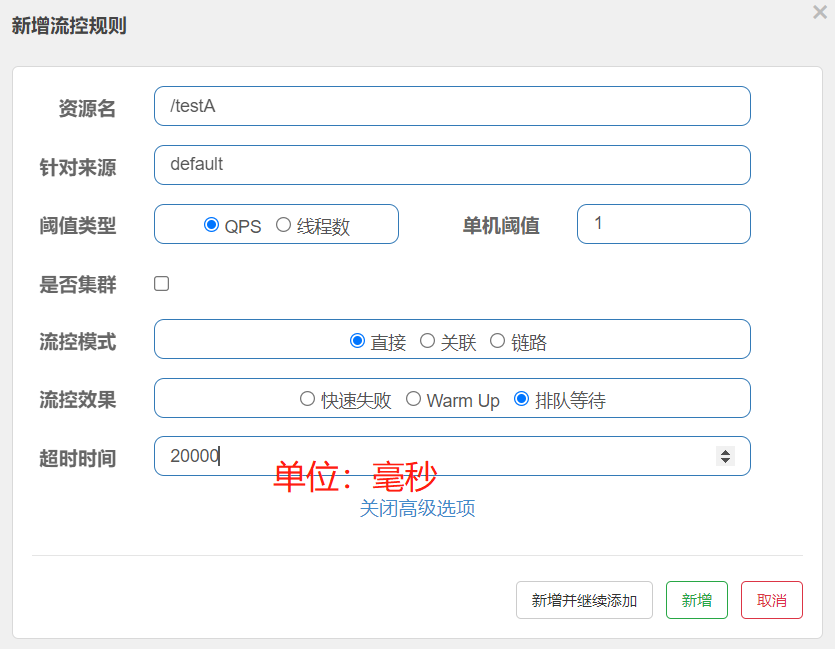 新增流控规则
×
资源名 /testA
针对来源 default
阈值类型 QPS 线程数 单机阈值 1
是否集群
流控模式 直接 关联 链路
流控效果 快速失败 Warm Up 排队等待
超时时间 20000
单位：毫秒
关闭高级选项
新增并继续添加 新增 取消